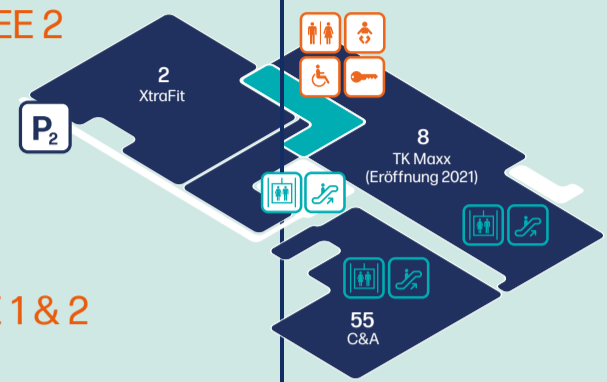 EE 2
2
XtraFit
P2
8
TK Maxx
(Eröffnung 2021)
1 & 2
55
C&A